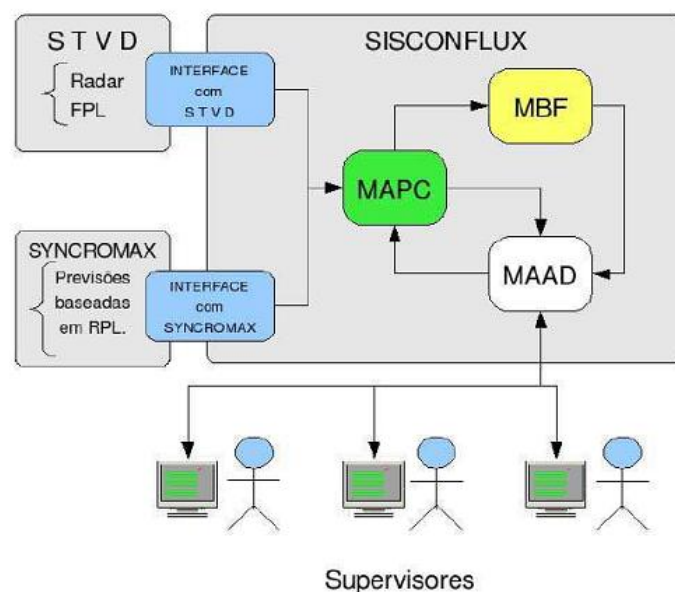 S T V D
Radar
FPL
INTERFACE
com
S T V D
SISCONFLUX
MBF
MAPC
MAAD
SYNCROMAX
Previsões
baseadas
em RPL.
INTERFACE
com
SYNCROMAX
Supervisores